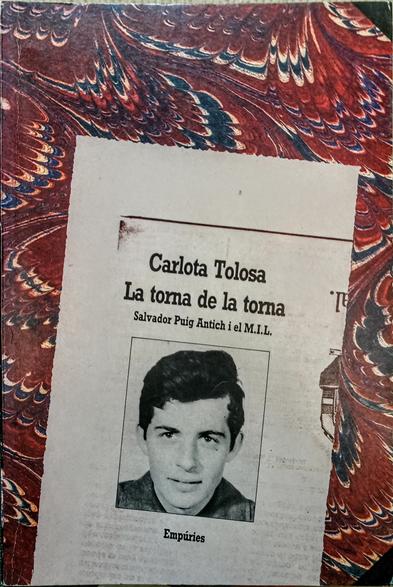 Carlota Tolosa
La torna de la torna
Salvador Puig Antich i el M.I.L.
Empúries